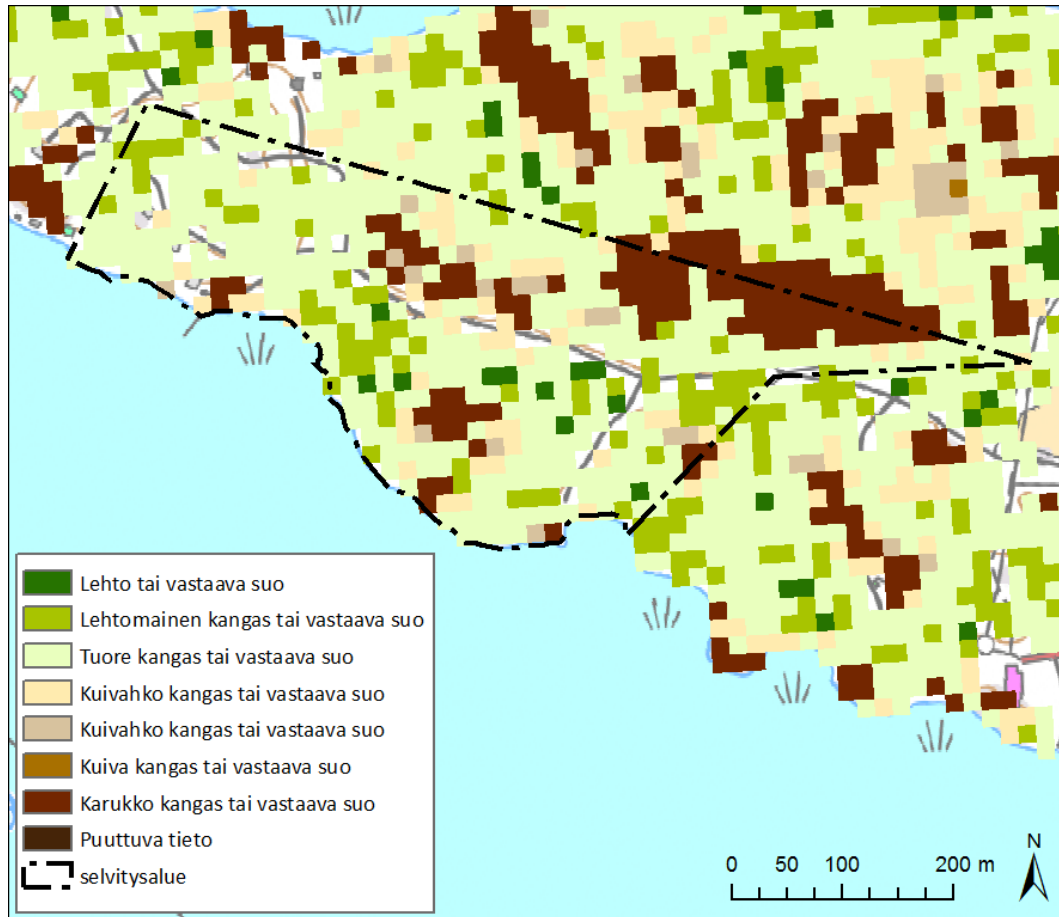 Lehto tai vastaava suo
Lehtomainen kangas tai vastaava suo
Tuore kangas tai vastaava suo
Kuivahko kangas tai vastaava suo
Kuivahko kangas tai vastaava suo
Kuiva kangas tai vastaava suo
Karukko kangas tai vastaava suo
Puuttuva tieto
selvitysalue
0 50 100 200 m
N